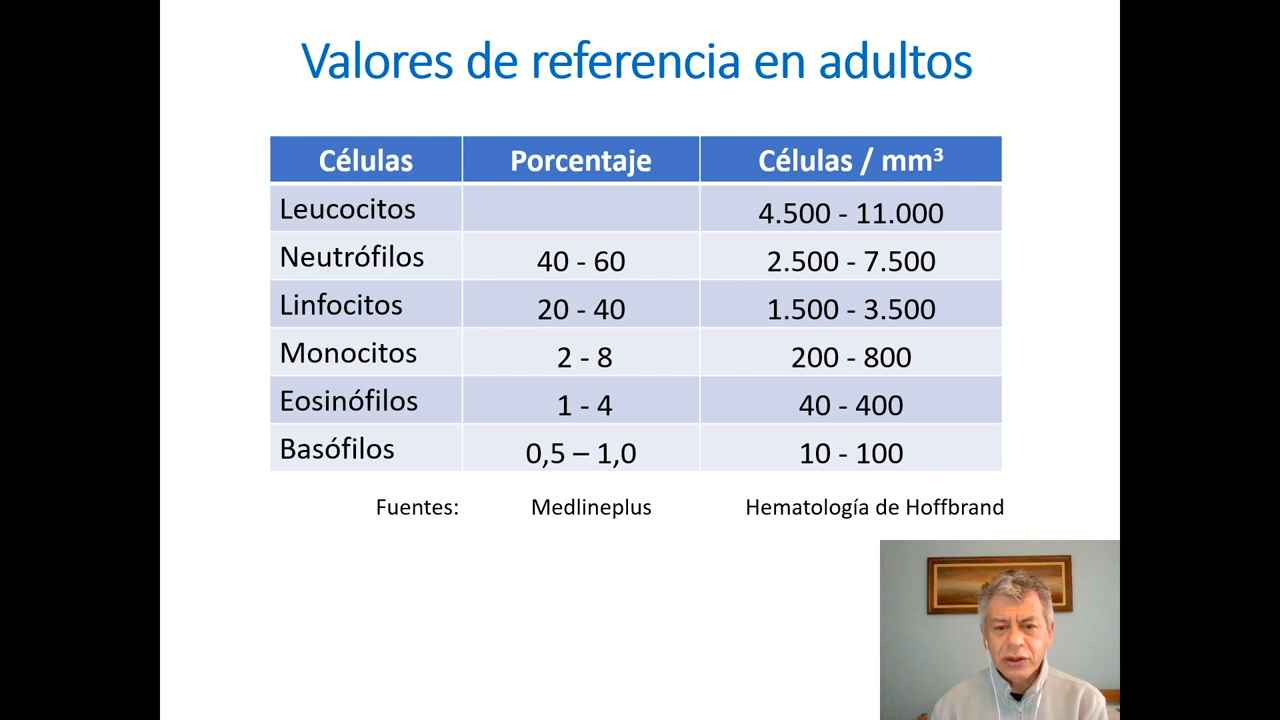 Valores de referencia en adultos
Células Porcentaje Células / mm³
Leucocitos 4.500 - 11.000
Neutrófilos 40 - 60 2.500 - 7.500
Linfocitos 20 - 40 1.500 - 3.500
Monocitos 2 - 8 200 - 800
Eosinófilos 1 - 4 40 - 400
Basófilos 0,5 – 1,0 10 - 100
Fuentes: Medlineplus Hematología de Hoffbrand